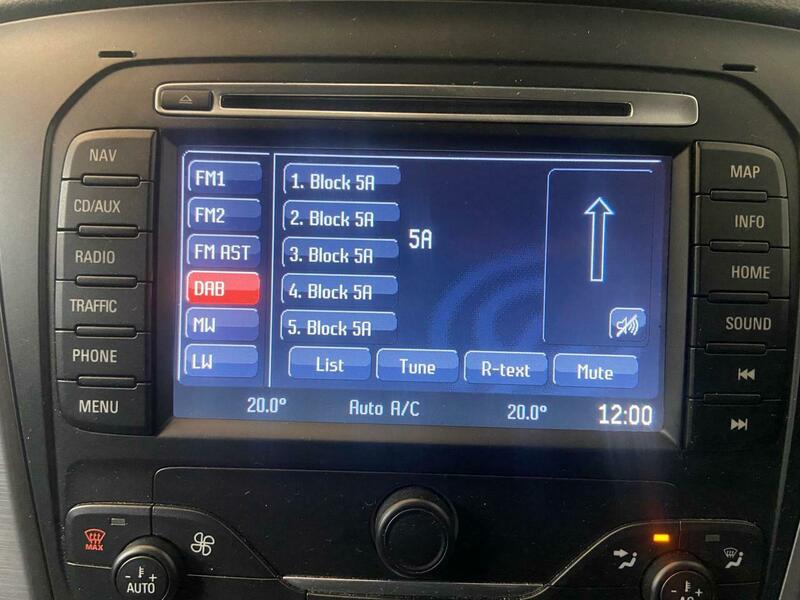 NAV
CD/AUX
RADIO
TRAFFIC
PHONE
MENU
FM1
FM2
FM AST
DAB
MW
LW
1. Block 5A
2. Block 5A
3. Block 5A
4. Block 5A
5. Block 5A
5A
List
Tune
R-text
Mute
20.0°
Auto A/C
20.0°
12:00
MAP
INFO
HOME
SOUND
MAX
- +
AUTO
- +